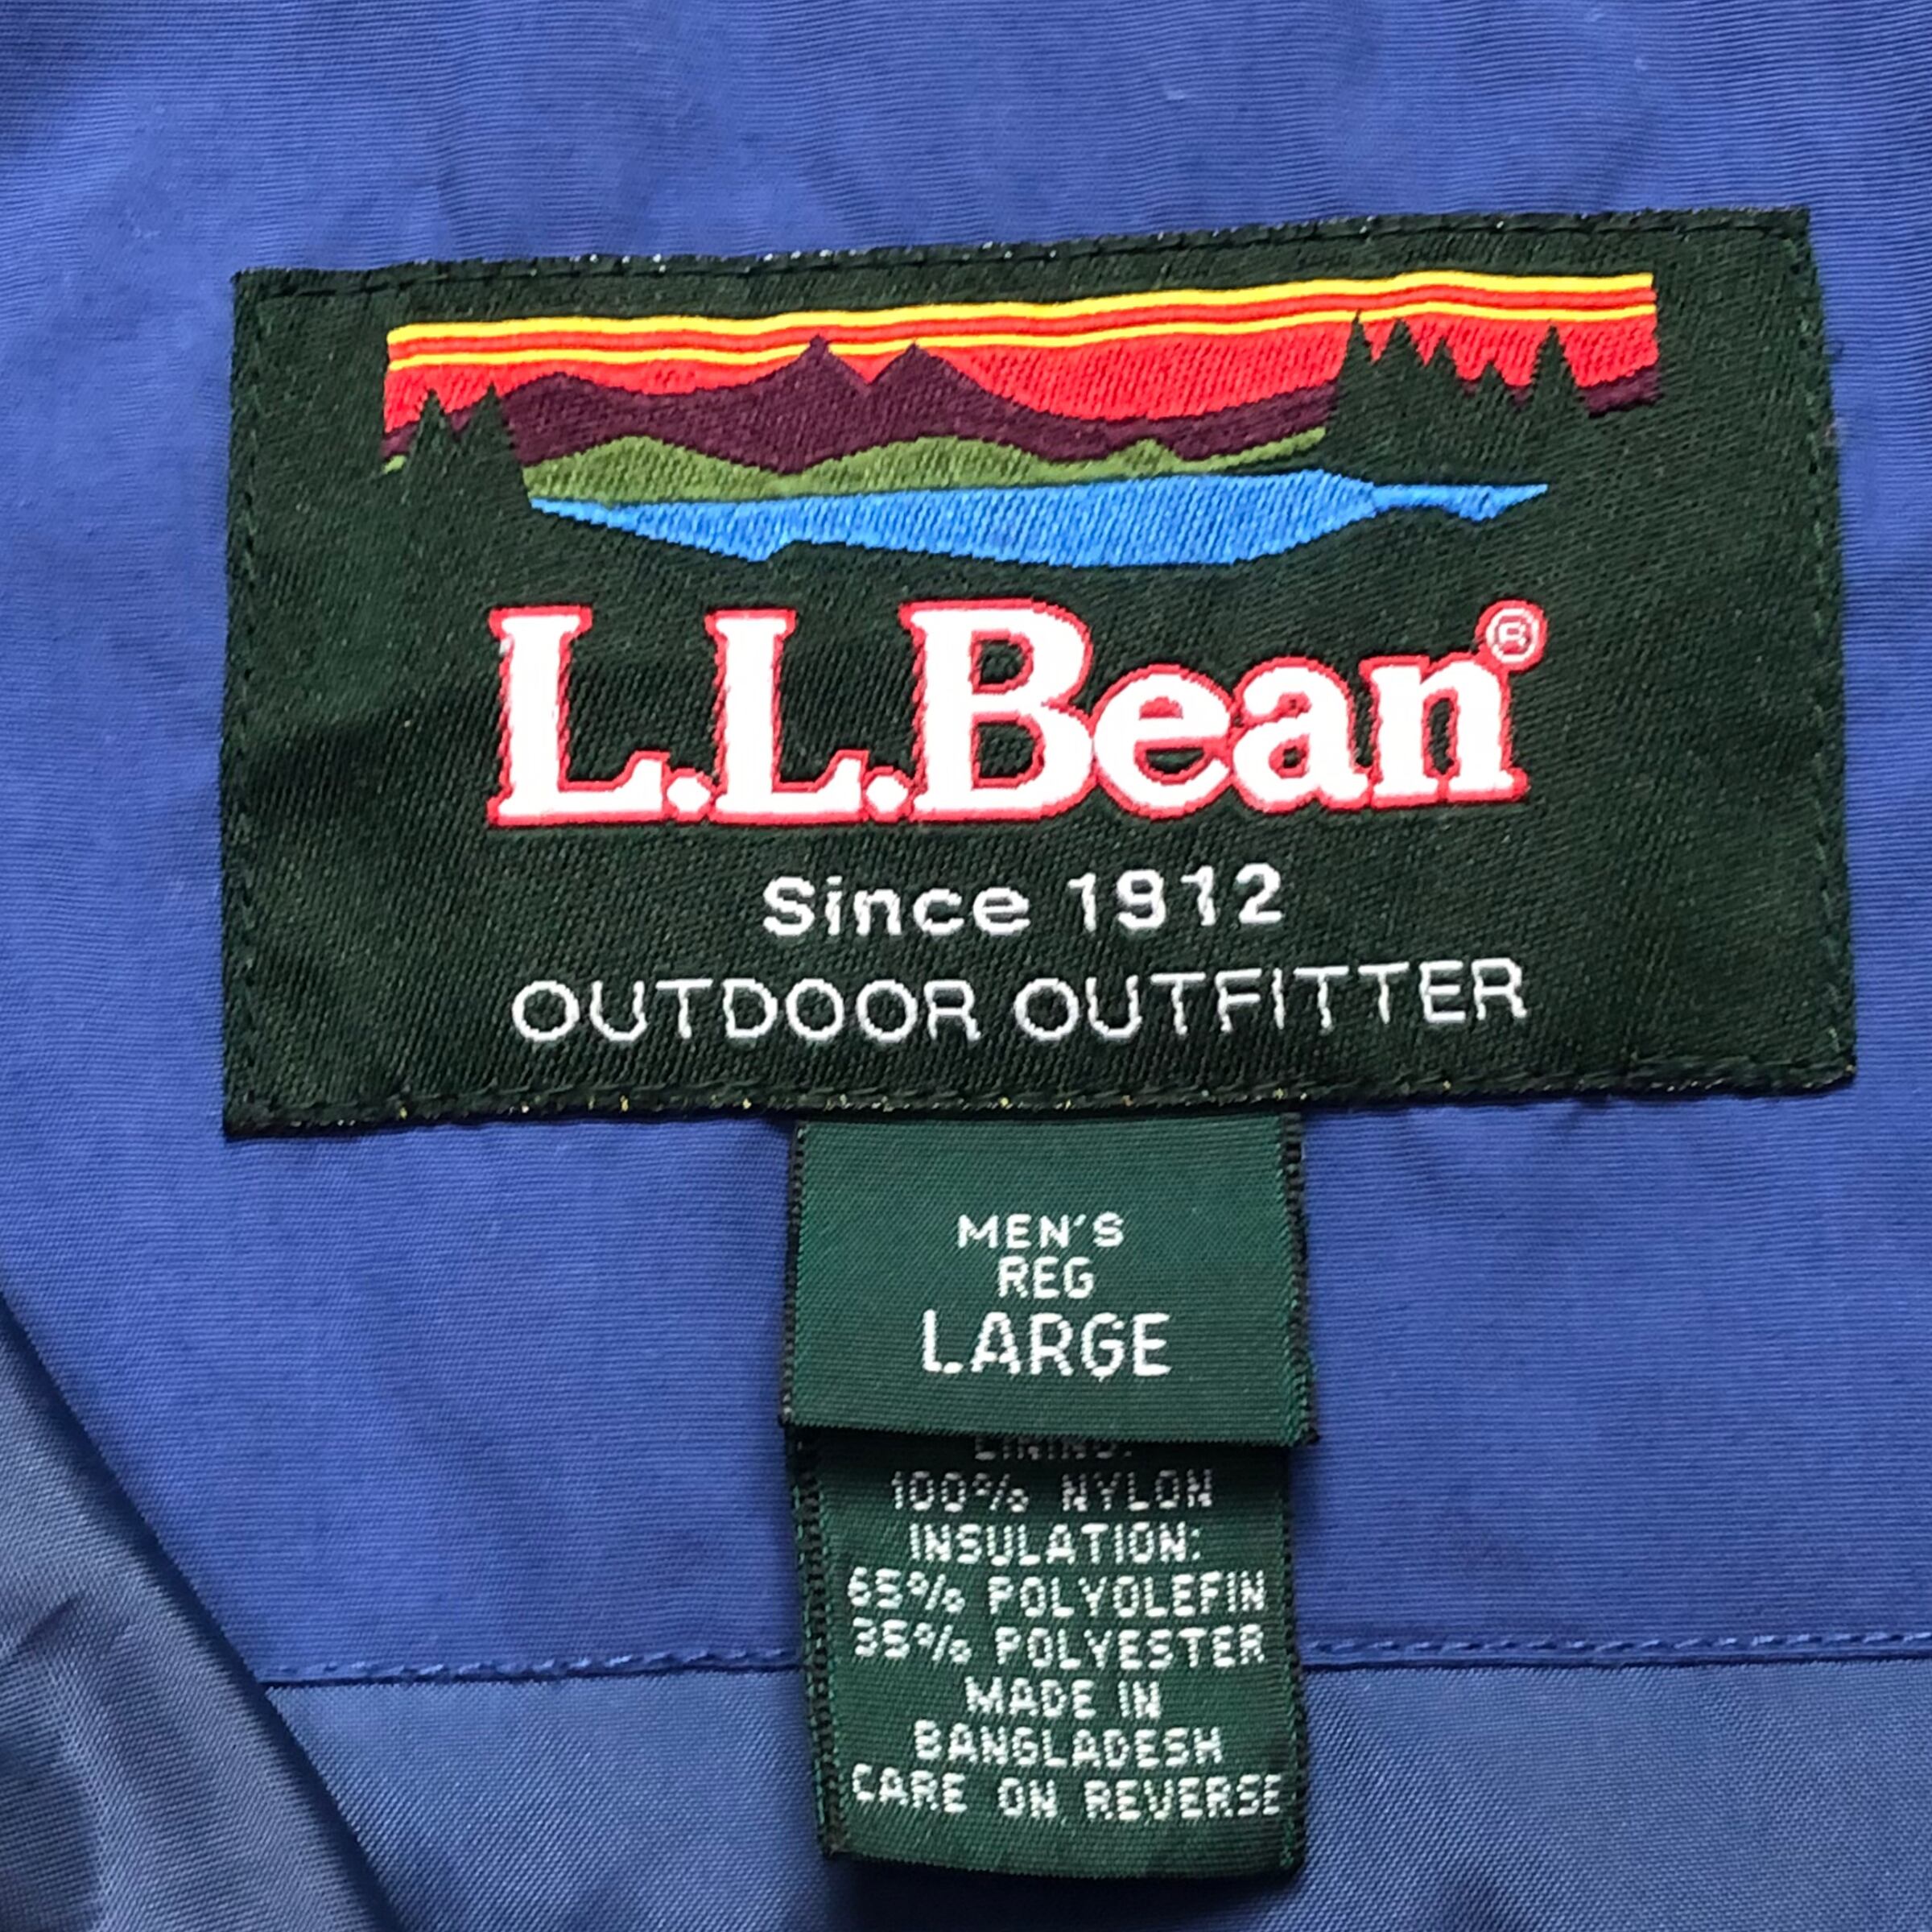 L.L.Bean®
Since 1912
OUTDOOR OUTFITTER
MEN'S
REG
LARGE
100% NYLON
INSULATION:
65% POLYOLEFIN
35% POLYESTER
MADE IN
BANGLADESH
CARE ON REVERSE